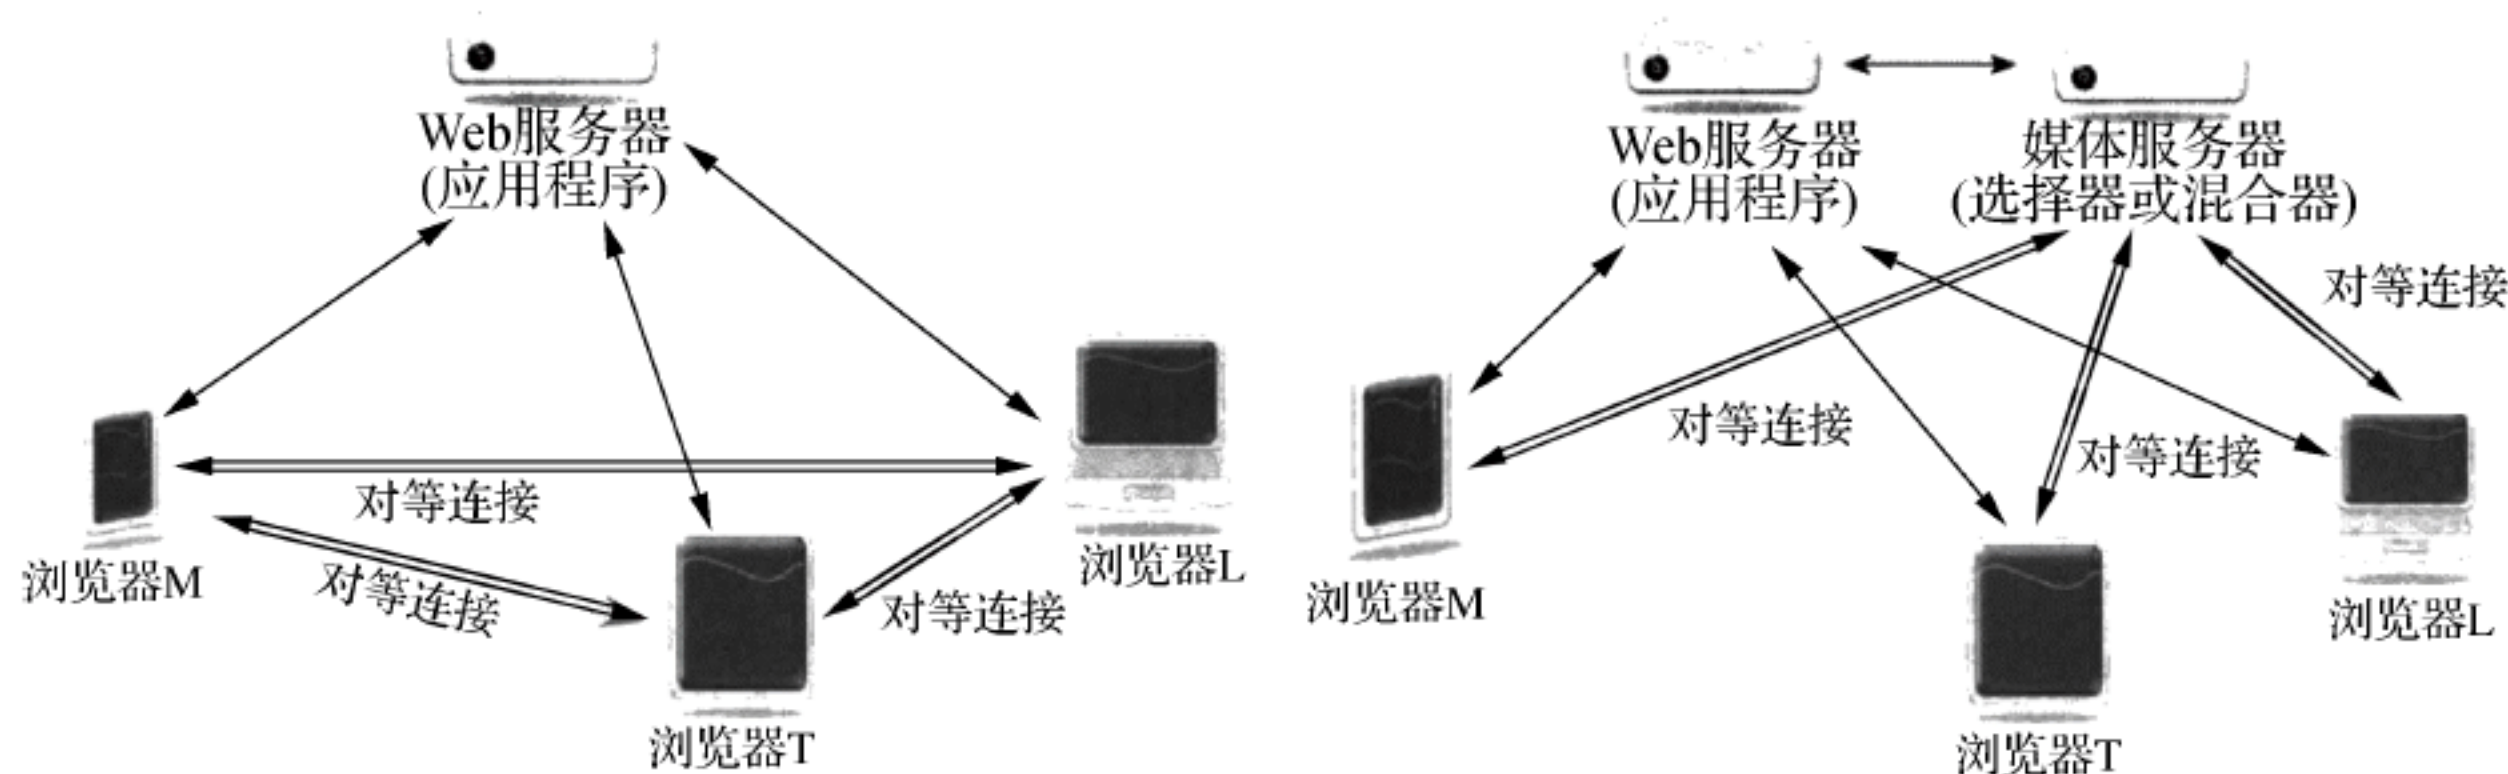 Web服务器
(应用程序)
对等连接
对等连接
对等连接
浏览器M
浏览器L
浏览器T
Web服务器
(应用程序)
媒体服务器
(选择器或混合器)
对等连接
对等连接
对等连接
浏览器M
浏览器L
浏览器T